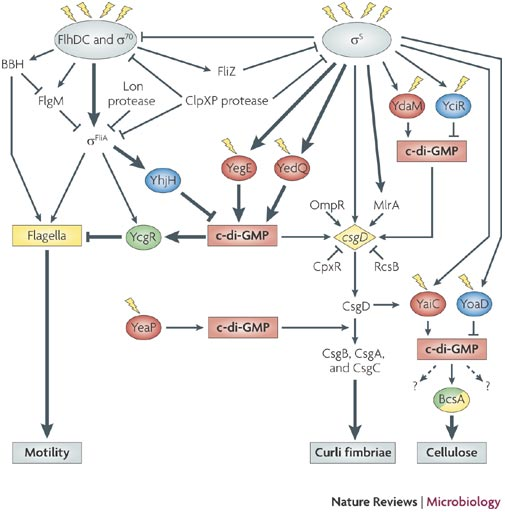 FlhDC and σ70
σS
BBH
FliZ
FlgM
Lon
protease
ClpXP protease
YdaM
YciR
σFliA
c-di-GMP
YhjH
YegE
YedQ
OmpR
MlrA
Flagella
YcgR
c-di-GMP
csgD
CpxR
RcsB
CsgD
YaiC
YoaD
YeaP
c-di-GMP
c-di-GMP
CsgB, CsgA,
and CsgC
?
?
BcsA
Motility
Curli fimbriae
Cellulose
Nature Reviews | Microbiology